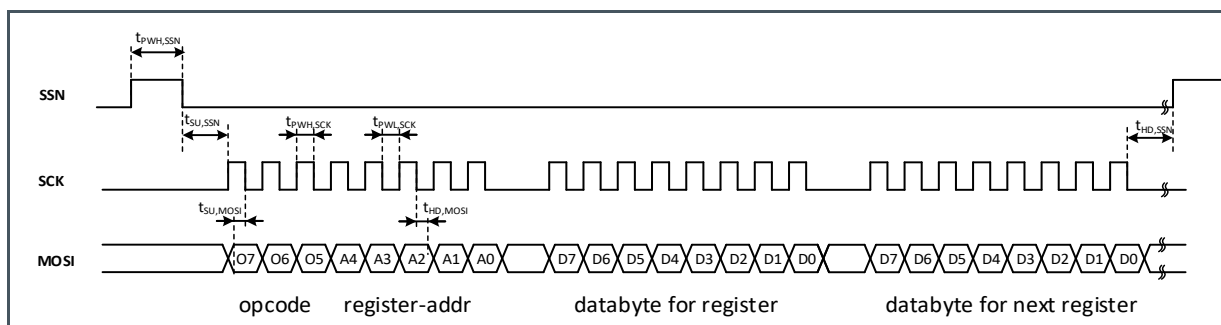 tPWH,SSN
SSN
tSU,SSN
tPWH,SCK
tPWL,SCK
tHD,SSN
SCK
tSU,MOSI
tHD,MOSI
MOSI O7 O6 O5 A4 A3 A2 A1 A0 D7 D6 D5 D4 D3 D2 D1 D0 D7 D6 D5 D4 D3 D2 D1 D0
opcode register-addr databyte for register databyte for next register